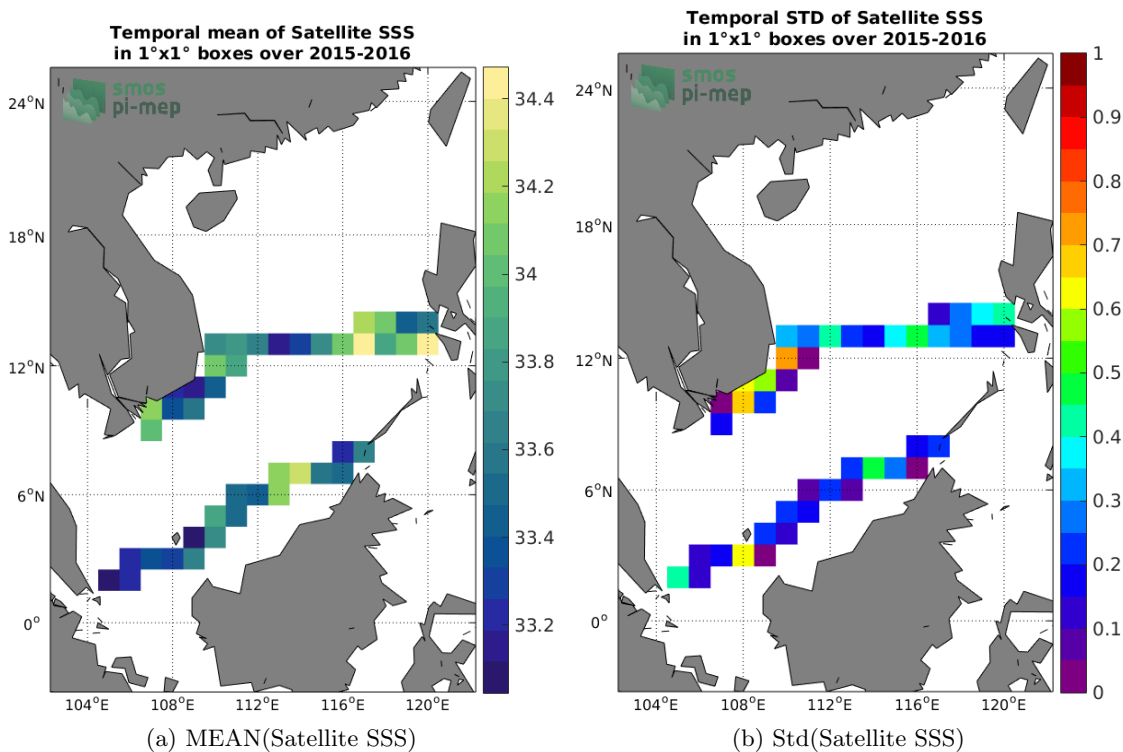 Temporal mean of Satellite SSS
in 1°x1° boxes over 2015-2016
smos
pi-mep
24°N
18°N
12°N
6°N
0°
104°E 108°E 112°E 116°E 120°E
34.4
34.2
34
33.8
33.6
33.4
33.2
(a) MEAN(Satellite SSS)
Temporal STD of Satellite SSS
in 1°x1° boxes over 2015-2016
smos
pi-mep
24°N
18°N
12°N
6°N
0°
104°E 108°E 112°E 116°E 120°E
1
0.9
0.8
0.7
0.6
0.5
0.4
0.3
0.2
0.1
0
(b) Std(Satellite SSS)